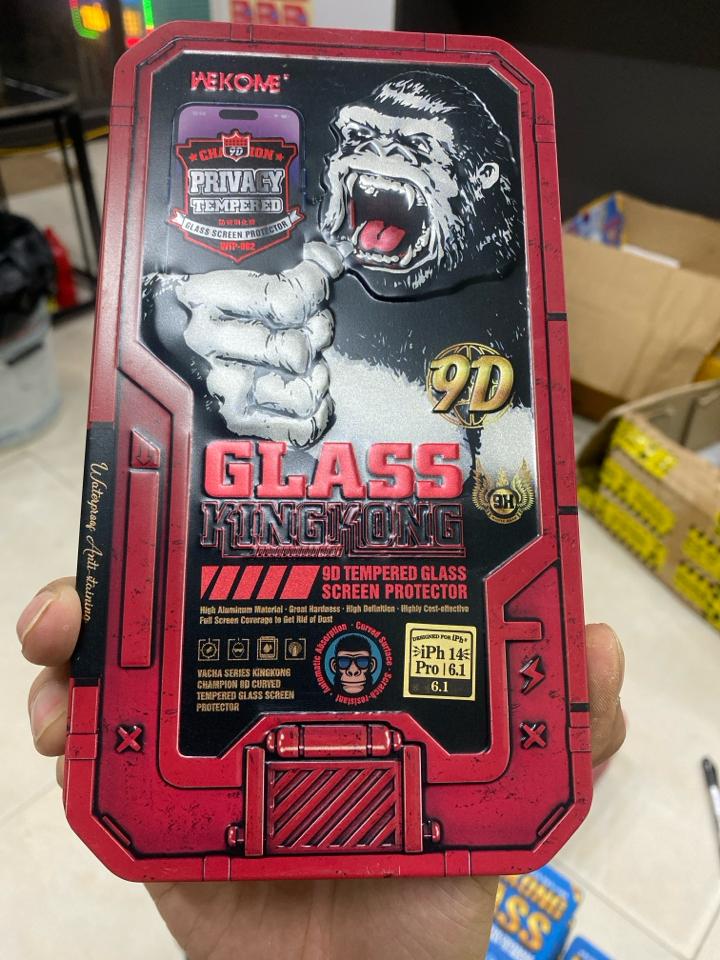 WEKOME
9D
CHAMPION
PRIVACY
TEMPERED
GLASS SCREEN PROTECTOR
WTP-062
9D
GLASS
KINGKONG
9H
9D TEMPERED GLASS
SCREEN PROTECTOR
High Aluminum Material · Great Hardness · High Definition · Highly Cost-effective
Full Screen Coverage to Get Rid of Dust
VACHA SERIES KINGKONG
CHAMPION 9D CURVED
TEMPERED GLASS SCREEN
PROTECTOR
Automatic Absorption · Curved Surface · Scratch-resistant
DESIGNED FOR iPh
iPh 14
Pro | 6.1
6.1
Waterproof Anti-staining